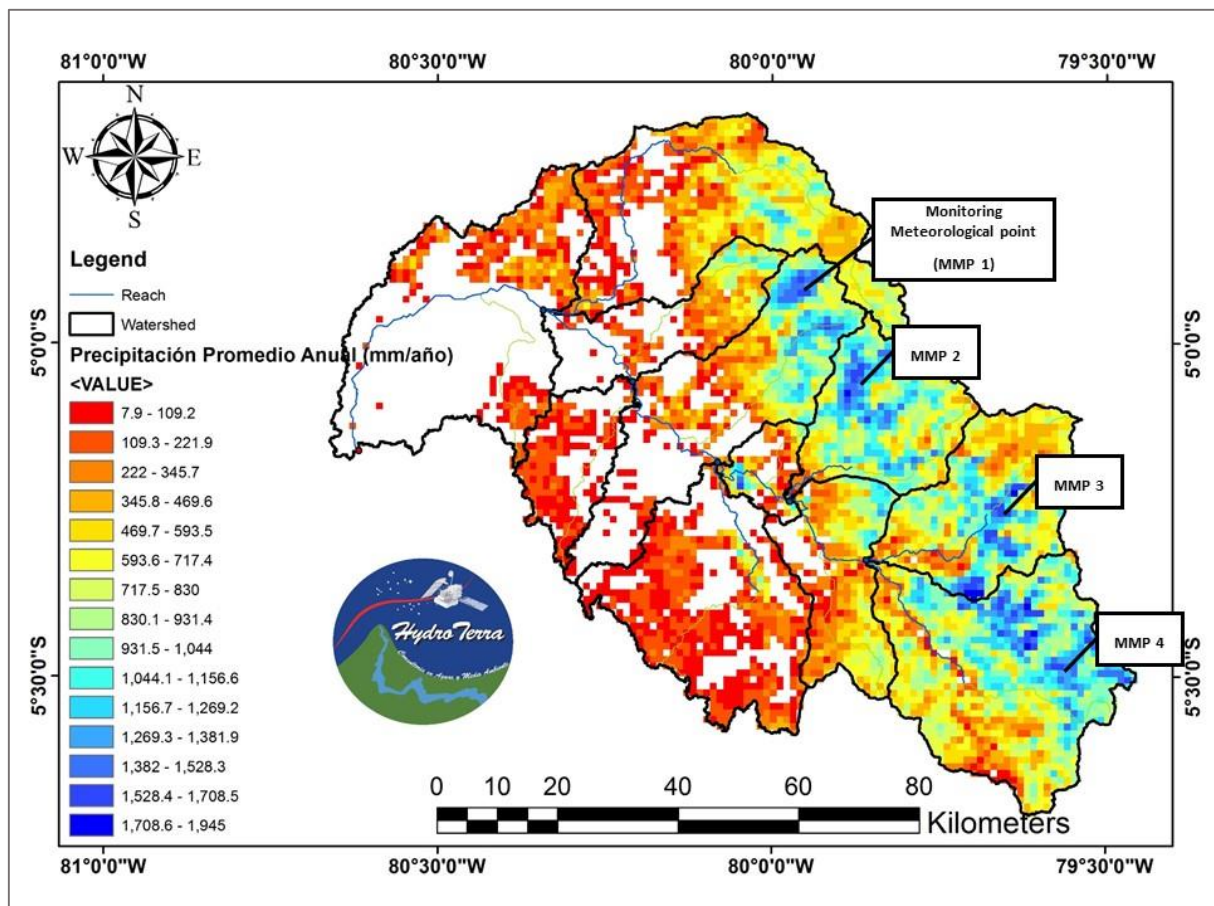 81°0'0"W
80°30'0"W
80°0'0"W
79°30'0"W
N
W
E
S
Legend
Reach
Watershed
Precipitación Promedio Anual (mm/año)
<VALUE>
7.9 - 109.2
109.3 - 221.9
222 - 345.7
345.8 - 469.6
469.7 - 593.5
593.6 - 717.4
717.5 - 830
830.1 - 931.4
931.5 - 1,044
1,044.1 - 1,156.6
1,156.7 - 1,269.2
1,269.3 - 1,381.9
1,382 - 1,528.3
1,528.4 - 1,708.5
1,708.6 - 1,945
Monitoring
Meteorological point
(MMP 1)
MMP 2
MMP 3
MMP 4
5°0'0"S
5°0'0"S
5°30'0"S
5°30'0"S
HydroTerra
0 10 20 40 60 80
Kilometers
81°0'0"W
80°30'0"W
80°0'0"W
79°30'0"W